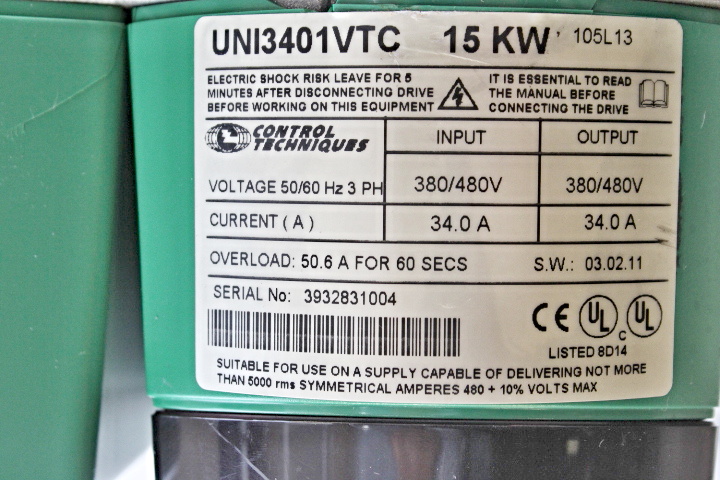 UNI3401VTC 15 KW 105L13
ELECTRIC SHOCK RISK LEAVE FOR 5
MINUTES AFTER DISCONNECTING DRIVE
BEFORE WORKING ON THIS EQUIPMENT
IT IS ESSENTIAL TO READ
THE MANUAL BEFORE
CONNECTING THE DRIVE
CONTROL
TECHNIQUES
INPUT OUTPUT
VOLTAGE 50/60 Hz 3 PH 380/480V 380/480V
CURRENT ( A ) 34.0 A 34.0 A
OVERLOAD: 50.6 A FOR 60 SECS S.W.: 03.02.11
SERIAL No: 3932831004
CE UL c UL
LISTED 8D14
SUITABLE FOR USE ON A SUPPLY CAPABLE OF DELIVERING NOT MORE
THAN 5000 rms SYMMETRICAL AMPERES 480 + 10% VOLTS MAX